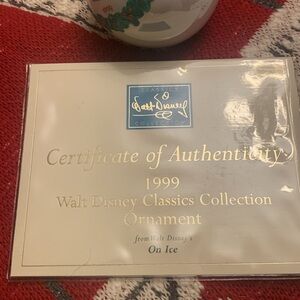 Walt Disney
Certificate of Authenticity
1999
Walt Disney Classics Collection
Ornament
from Walt Disney's
On Ice